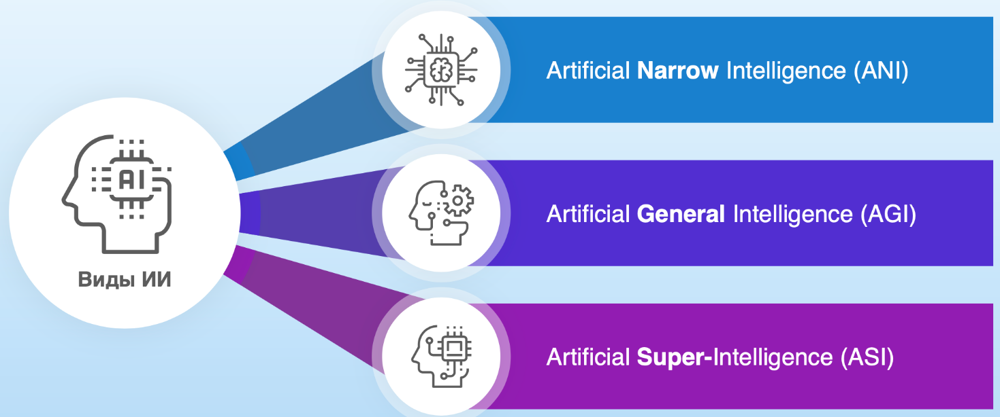 AI
Виды ИИ
Artificial Narrow Intelligence (ANI)
Artificial General Intelligence (AGI)
Artificial Super-Intelligence (ASI)